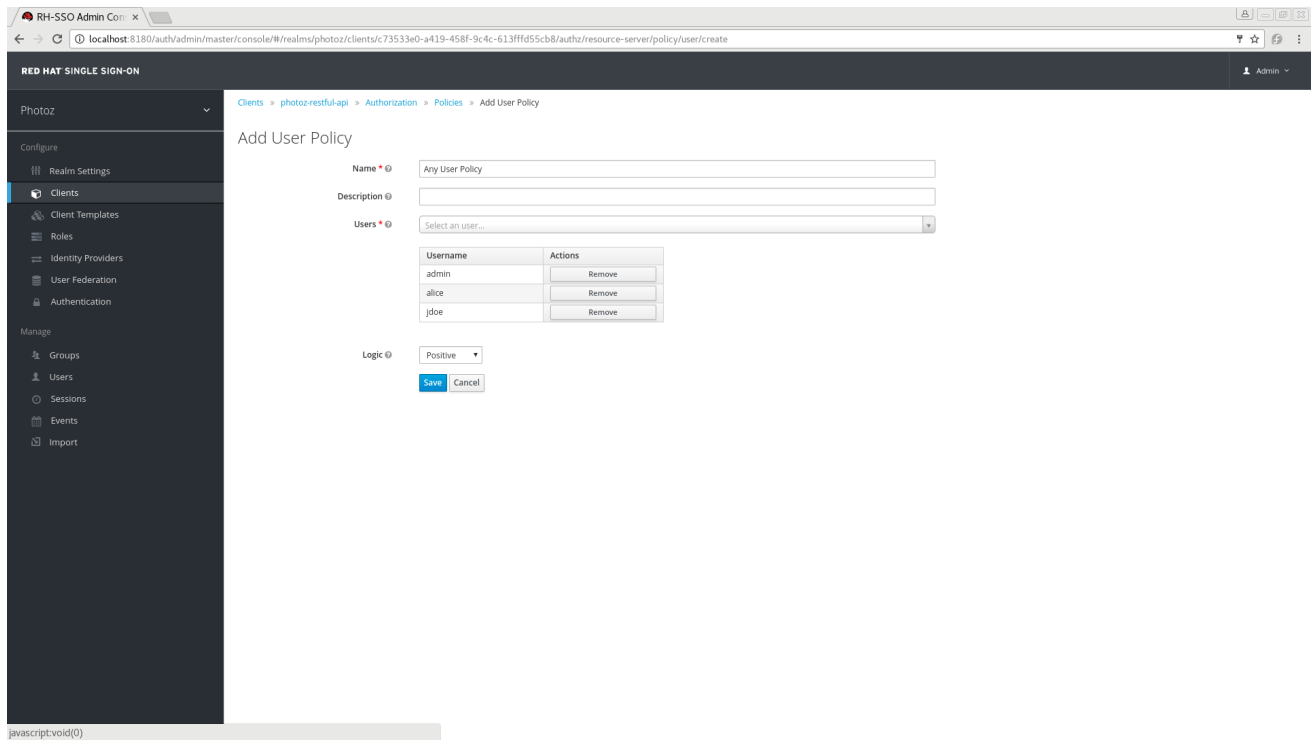 RH-SSO Admin Con ×
localhost:8180/auth/admin/master/console/#/realms/photoz/clients/c73533e0-a419-458f-9c4c-613fffd55cb8/authz/resource-server/policy/user/create
RED HAT SINGLE SIGN-ON
Admin
Photoz
Clients » photoz-restful-api » Authorization » Policies » Add User Policy
Add User Policy
Configure
Realm Settings
Clients
Client Templates
Roles
Identity Providers
User Federation
Authentication
Manage
Groups
Users
Sessions
Events
Import
Name * Any User Policy
Description
Users * Select an user...
Username Actions
admin Remove
alice Remove
jdoe Remove
Logic Positive
Save Cancel
javascript:void(0)